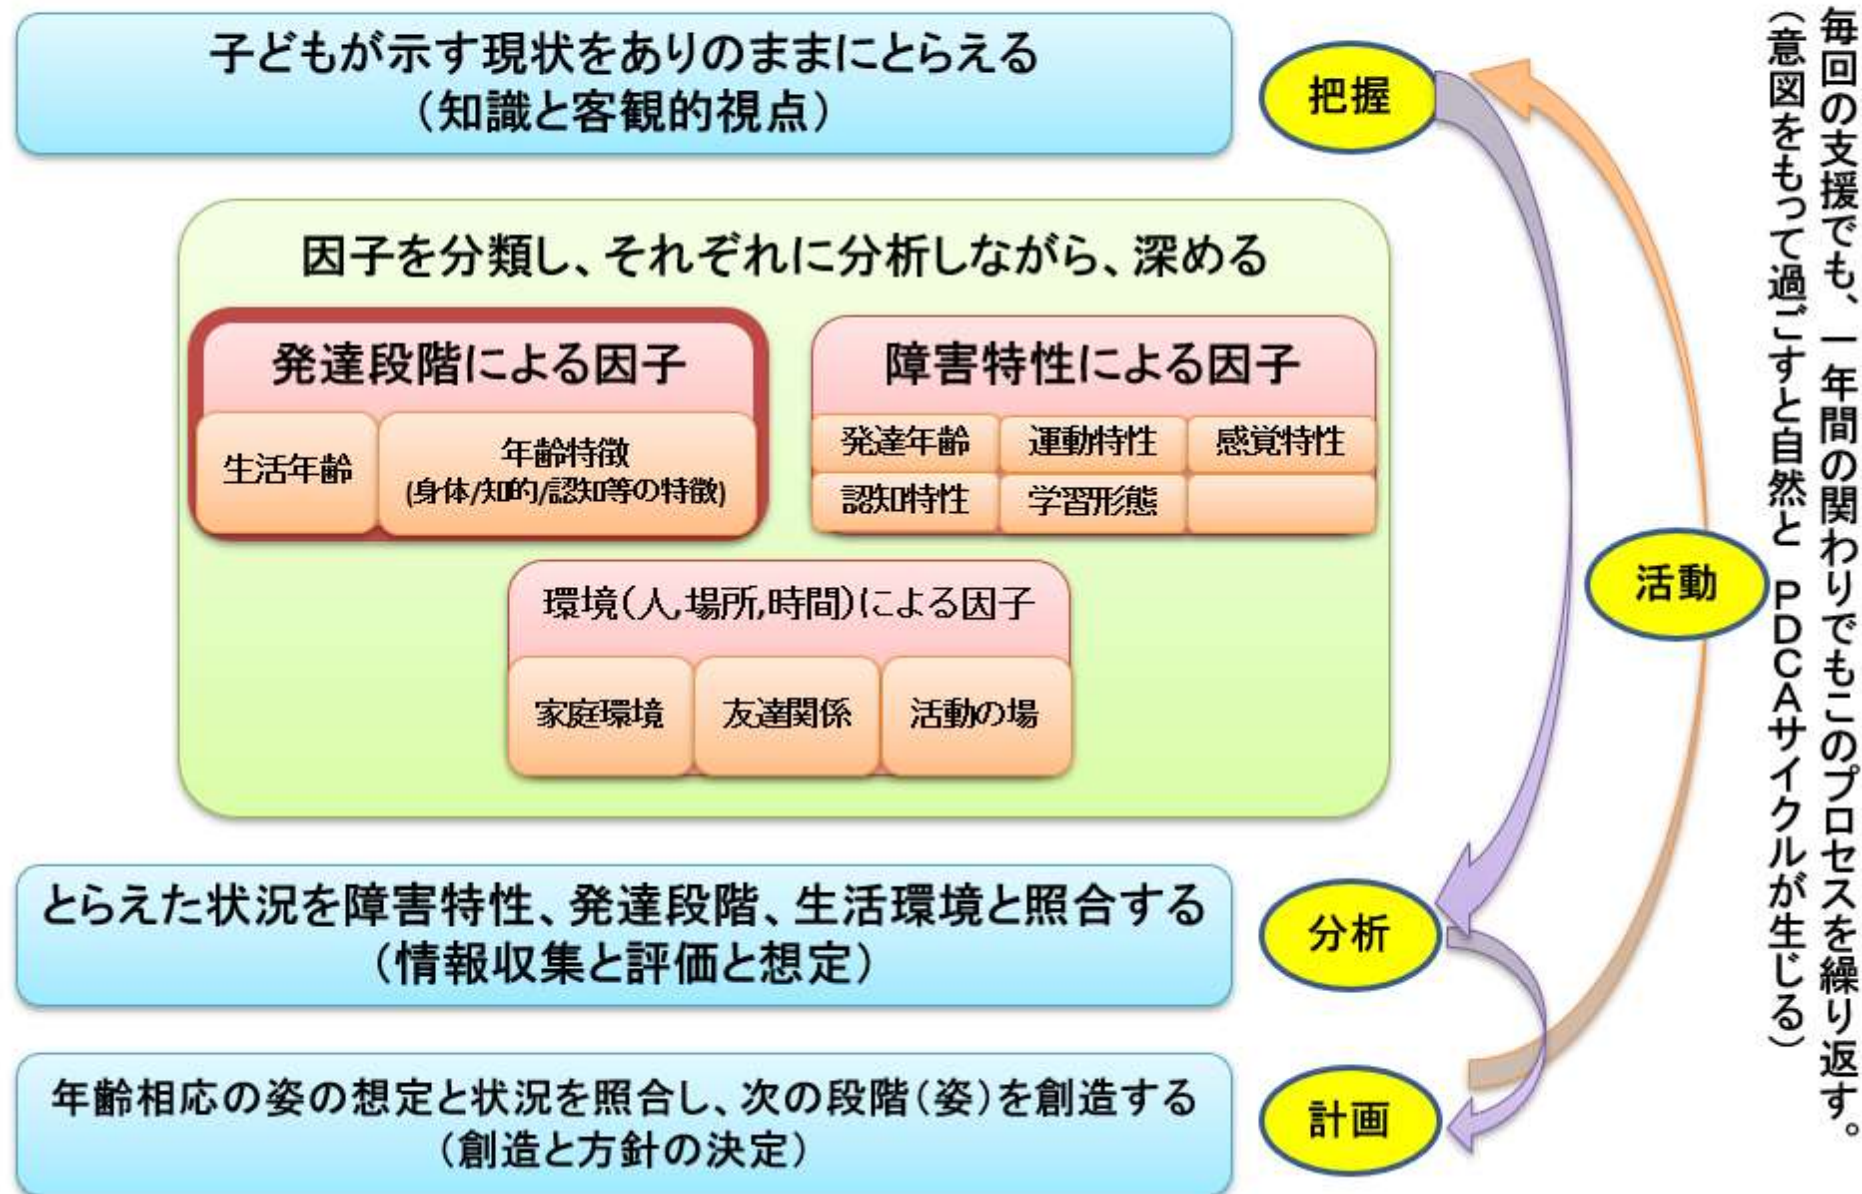 子どもが示す現状をありのままにとらえる
（知識と客観的視点）
把握
因子を分類し、それぞれに分析しながら、深める
発達段階による因子
生活年齢
年齢特徴
(身体/知的/認知等の特徴)
障害特性による因子
発達年齢
運動特性
感覚特性
認知特性
学習形態
環境(人,場所,時間)による因子
家庭環境
友達関係
活動の場
活動
とらえた状況を障害特性、発達段階、生活環境と照合する
（情報収集と評価と想定）
分析
年齢相応の姿の想定と状況を照合し、次の段階（姿）を創造する
（創造と方針の決定）
計画
毎回の支援でも、一年間の関わりでもこのプロセスを繰り返す。
（意図をもって過ごすと自然と PDCAサイクルが生じる）